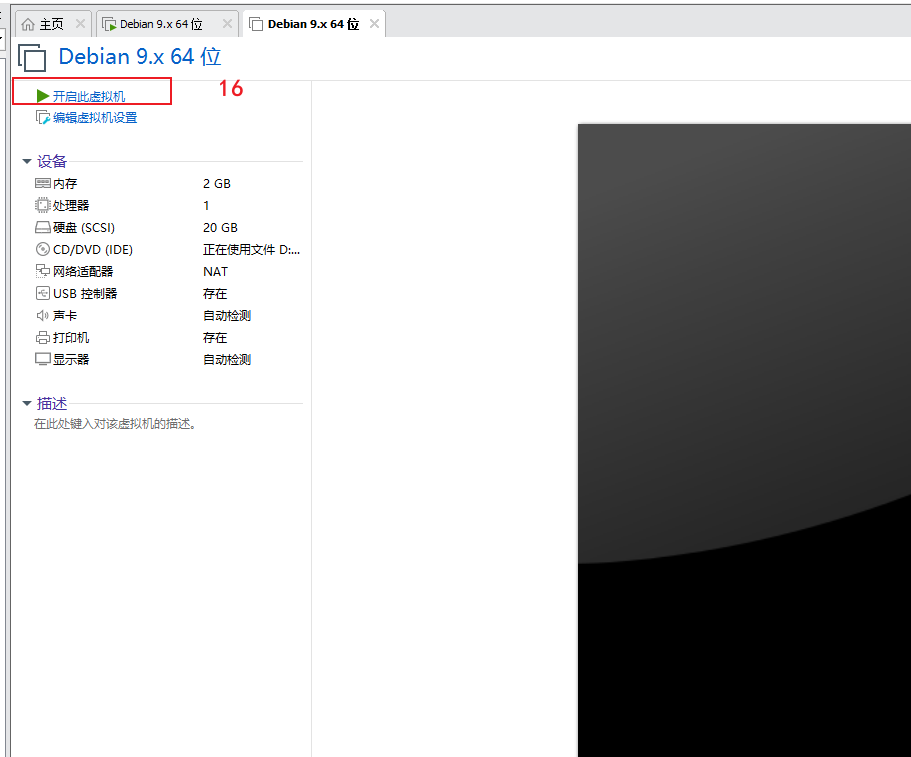 主页
Debian 9.x 64 位
Debian 9.x 64 位
Debian 9.x 64 位
开启此虚拟机
16
编辑虚拟机设置
设备
内存 2 GB
处理器 1
硬盘 (SCSI) 20 GB
CD/DVD (IDE) 正在使用文件 D:...
网络适配器 NAT
USB 控制器 存在
声卡 自动检测
打印机 存在
显示器 自动检测
描述
在此处键入对该虚拟机的描述。